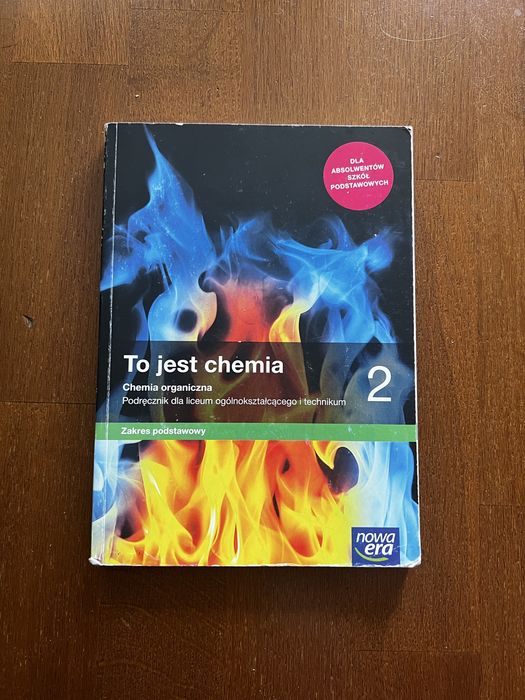 DLA
ABSOLWENTÓW
SZKÓŁ
PODSTAWOWYCH
To jest chemia
2
Chemia organiczna
Podręcznik dla liceum ogólnokształcącego i technikum
Zakres podstawowy
nowa
era